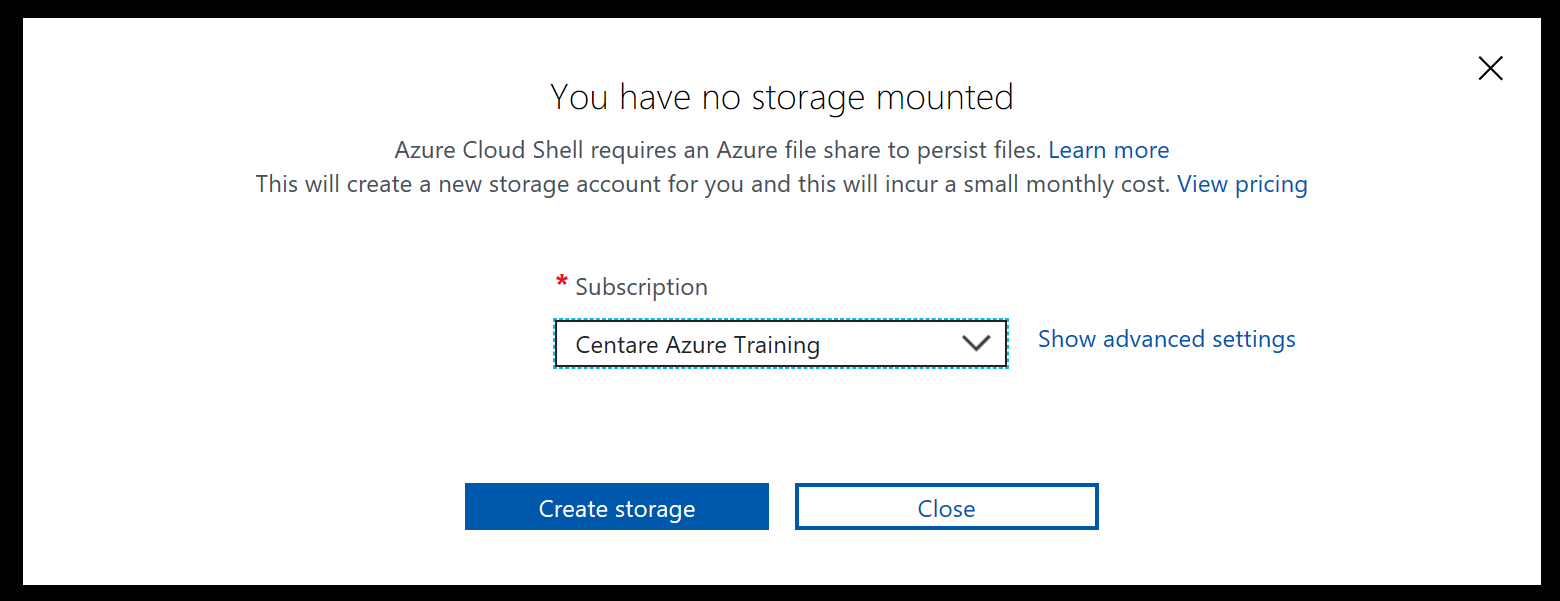 You have no storage mounted
Azure Cloud Shell requires an Azure file share to persist files. Learn more
This will create a new storage account for you and this will incur a small monthly cost. View pricing
* Subscription
Centare Azure Training
Show advanced settings
Create storage
Close